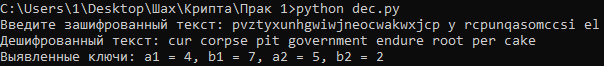 C:\Users\1\Desktop\Шах\Крипта\Прак 1>python dec.py
Введите зашифрованный текст: pvztyxunhgwiwjneocwakwxjcp y rcpunqasomccsi el
Дешифрованный текст: cur corpse pit government endure root per cake
Выявленные ключи: a1 = 4, b1 = 7, a2 = 5, b2 = 2